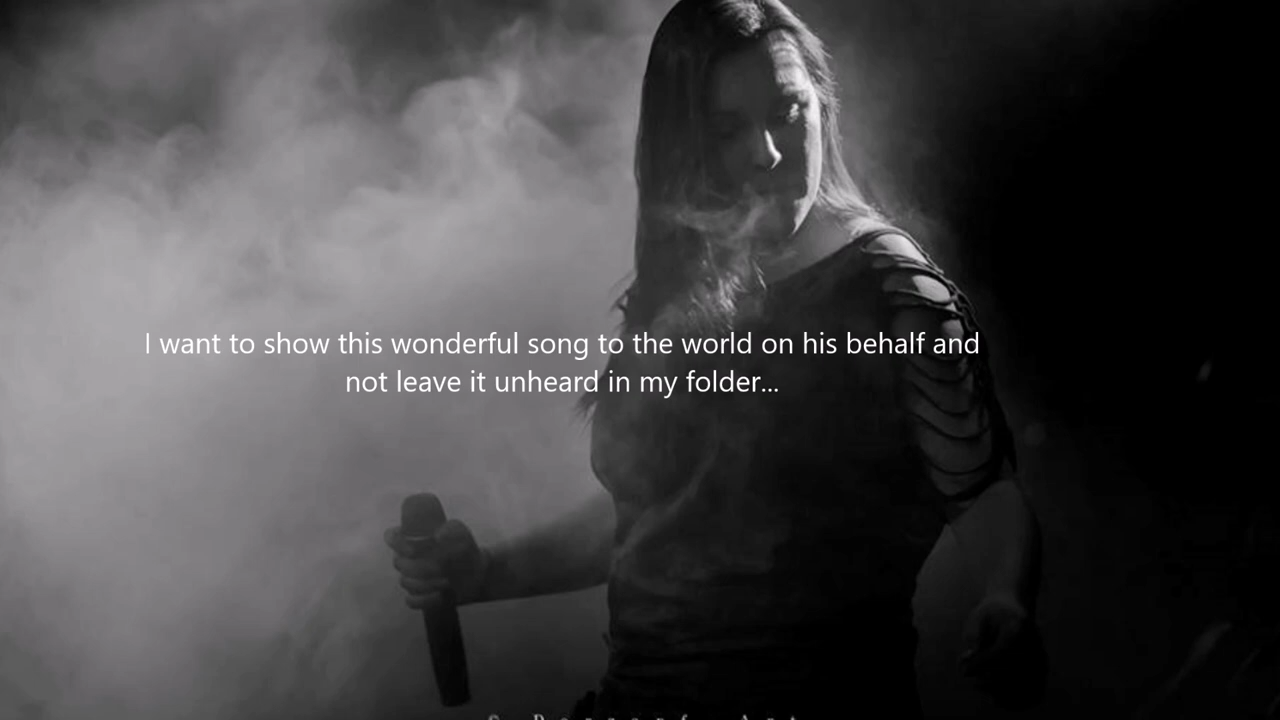 I want to show this wonderful song to the world on his behalf and
not leave it unheard in my folder...